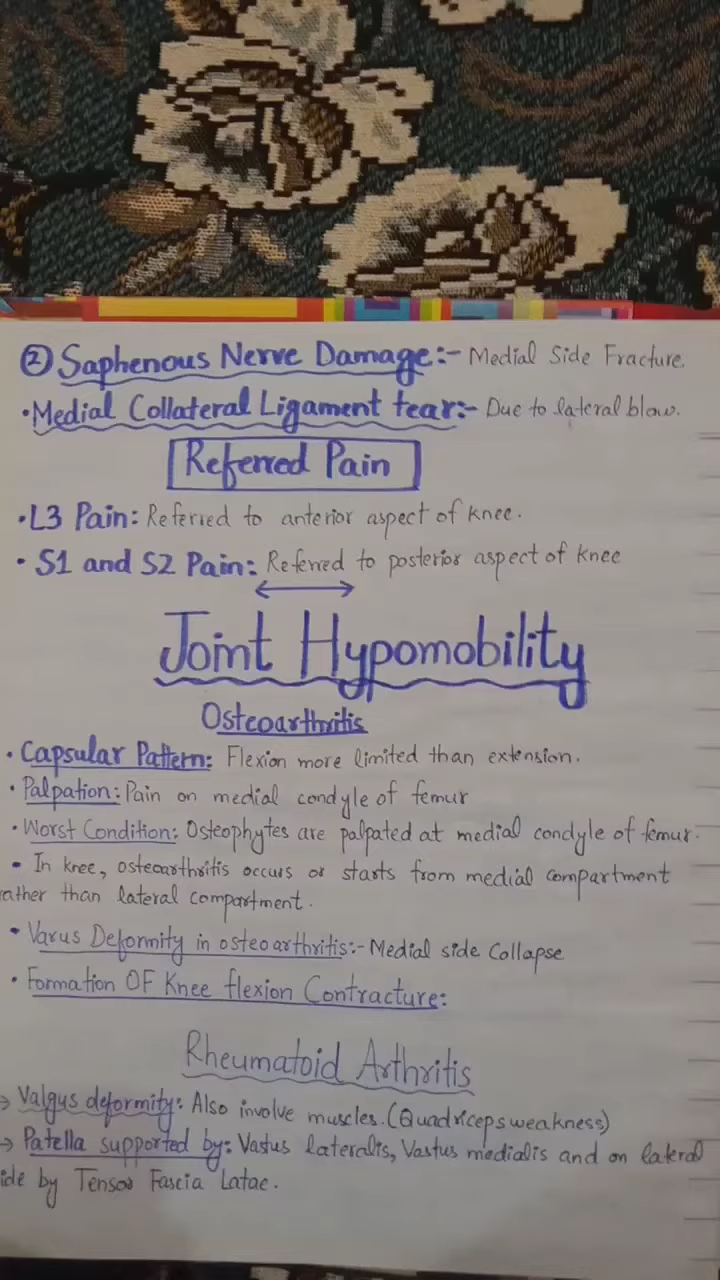 ② Saphenous Nerve Damage:- Medial Side Fracture.
• Medial Collateral Ligament tear:- Due to lateral blow.
Referred Pain
• L3 Pain: Referred to anterior aspect of knee.
• S1 and S2 Pain: Referred to posterior aspect of knee
Joint Hypomobility
Osteoarthritis
• Capsular Pattern: Flexion more limited than extension.
• Palpation: Pain on medial condyle of femur
• Worst Condition: Osteophytes are palpated at medial condyle of femur.
• In knee, osteoarthritis occurs or starts from medial compartment
rather than lateral compartment.
• Varus Deformity in osteoarthritis:- Medial side Collapse
• Formation OF Knee flexion Contracture:
Rheumatoid Arthritis
→ Valgus deformity: Also involve muscles. (Quadriceps weakness)
→ Patella supported by: Vastus lateralis, Vastus medialis and on lateral
ide by Tensor Fascia Latae.